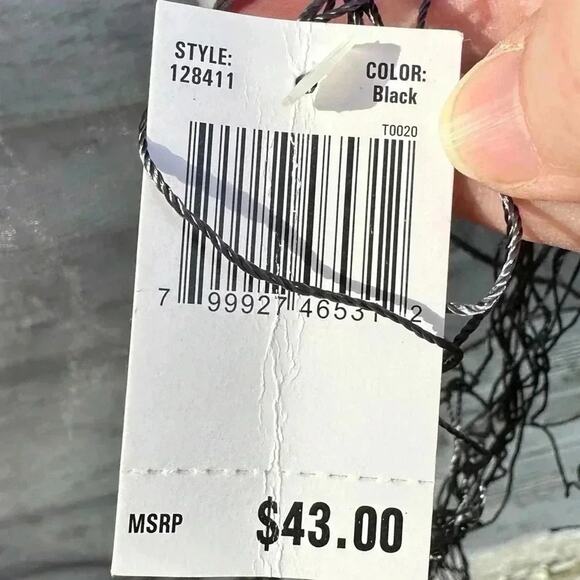 STYLE:
128411
COLOR:
Black
T0020
7 99927 46531 2
MSRP $43.00